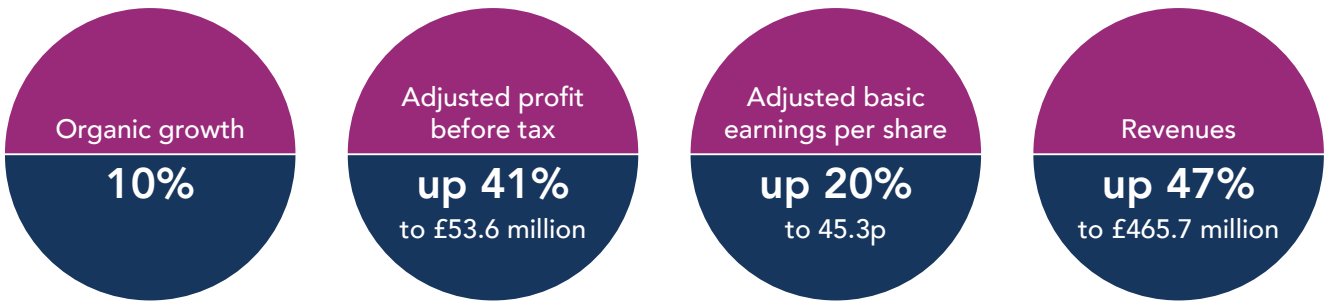 Organic growth
10%
Adjusted profit
before tax
up 41%
to £53.6 million
Adjusted basic
earnings per share
up 20%
to 45.3p
Revenues
up 47%
to £465.7 million